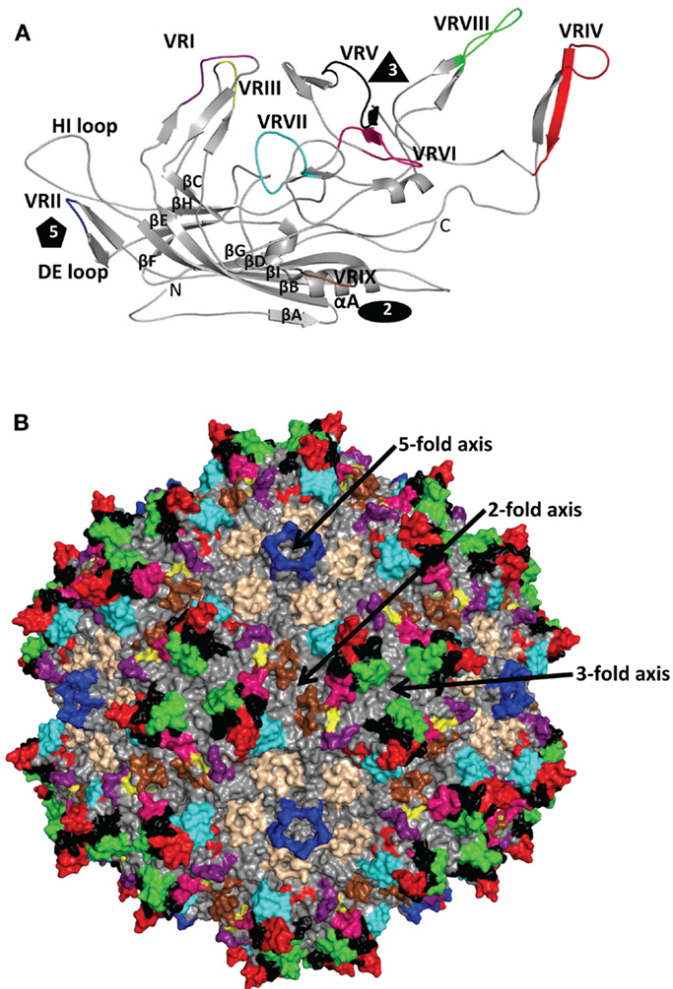 A
VRI
VRIII
VRV
3
VRVIII
VRIV
HI loop
VRVII
VRVI
VRII
5
DE loop
βC
βH
βE
βF
βG
βD
βI
βB
C
N
VRIX
αA
2
βA
B
5-fold axis
2-fold axis
3-fold axis